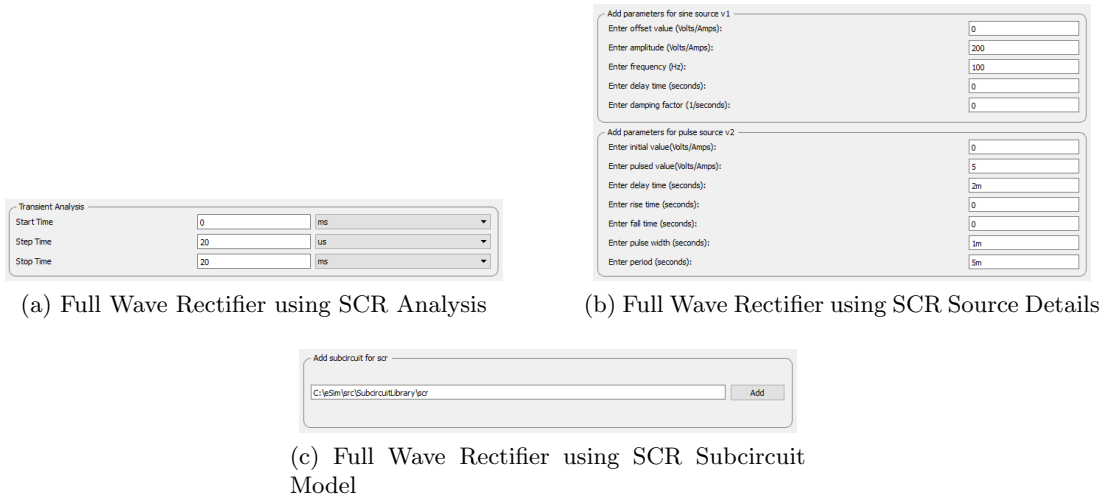 Transient Analysis
Start Time 0 ms
Step Time 20 us
Stop Time 20 ms
(a) Full Wave Rectifier using SCR Analysis
Add parameters for sine source v1
Enter offset value (Volts/Amps): 0
Enter amplitude (Volts/Amps): 200
Enter frequency (Hz): 100
Enter delay time (seconds): 0
Enter damping factor (1/seconds): 0
Add parameters for pulse source v2
Enter initial value(Volts/Amps): 0
Enter pulsed value(Volts/Amps): 5
Enter delay time (seconds): 2m
Enter rise time (seconds): 0
Enter fall time (seconds): 0
Enter pulse width (seconds): 1m
Enter period (seconds): 5m
(b) Full Wave Rectifier using SCR Source Details
Add subcircuit for scr
C:\eSim\src\SubcircuitLibrary\scr Add
(c) Full Wave Rectifier using SCR Subcircuit
Model